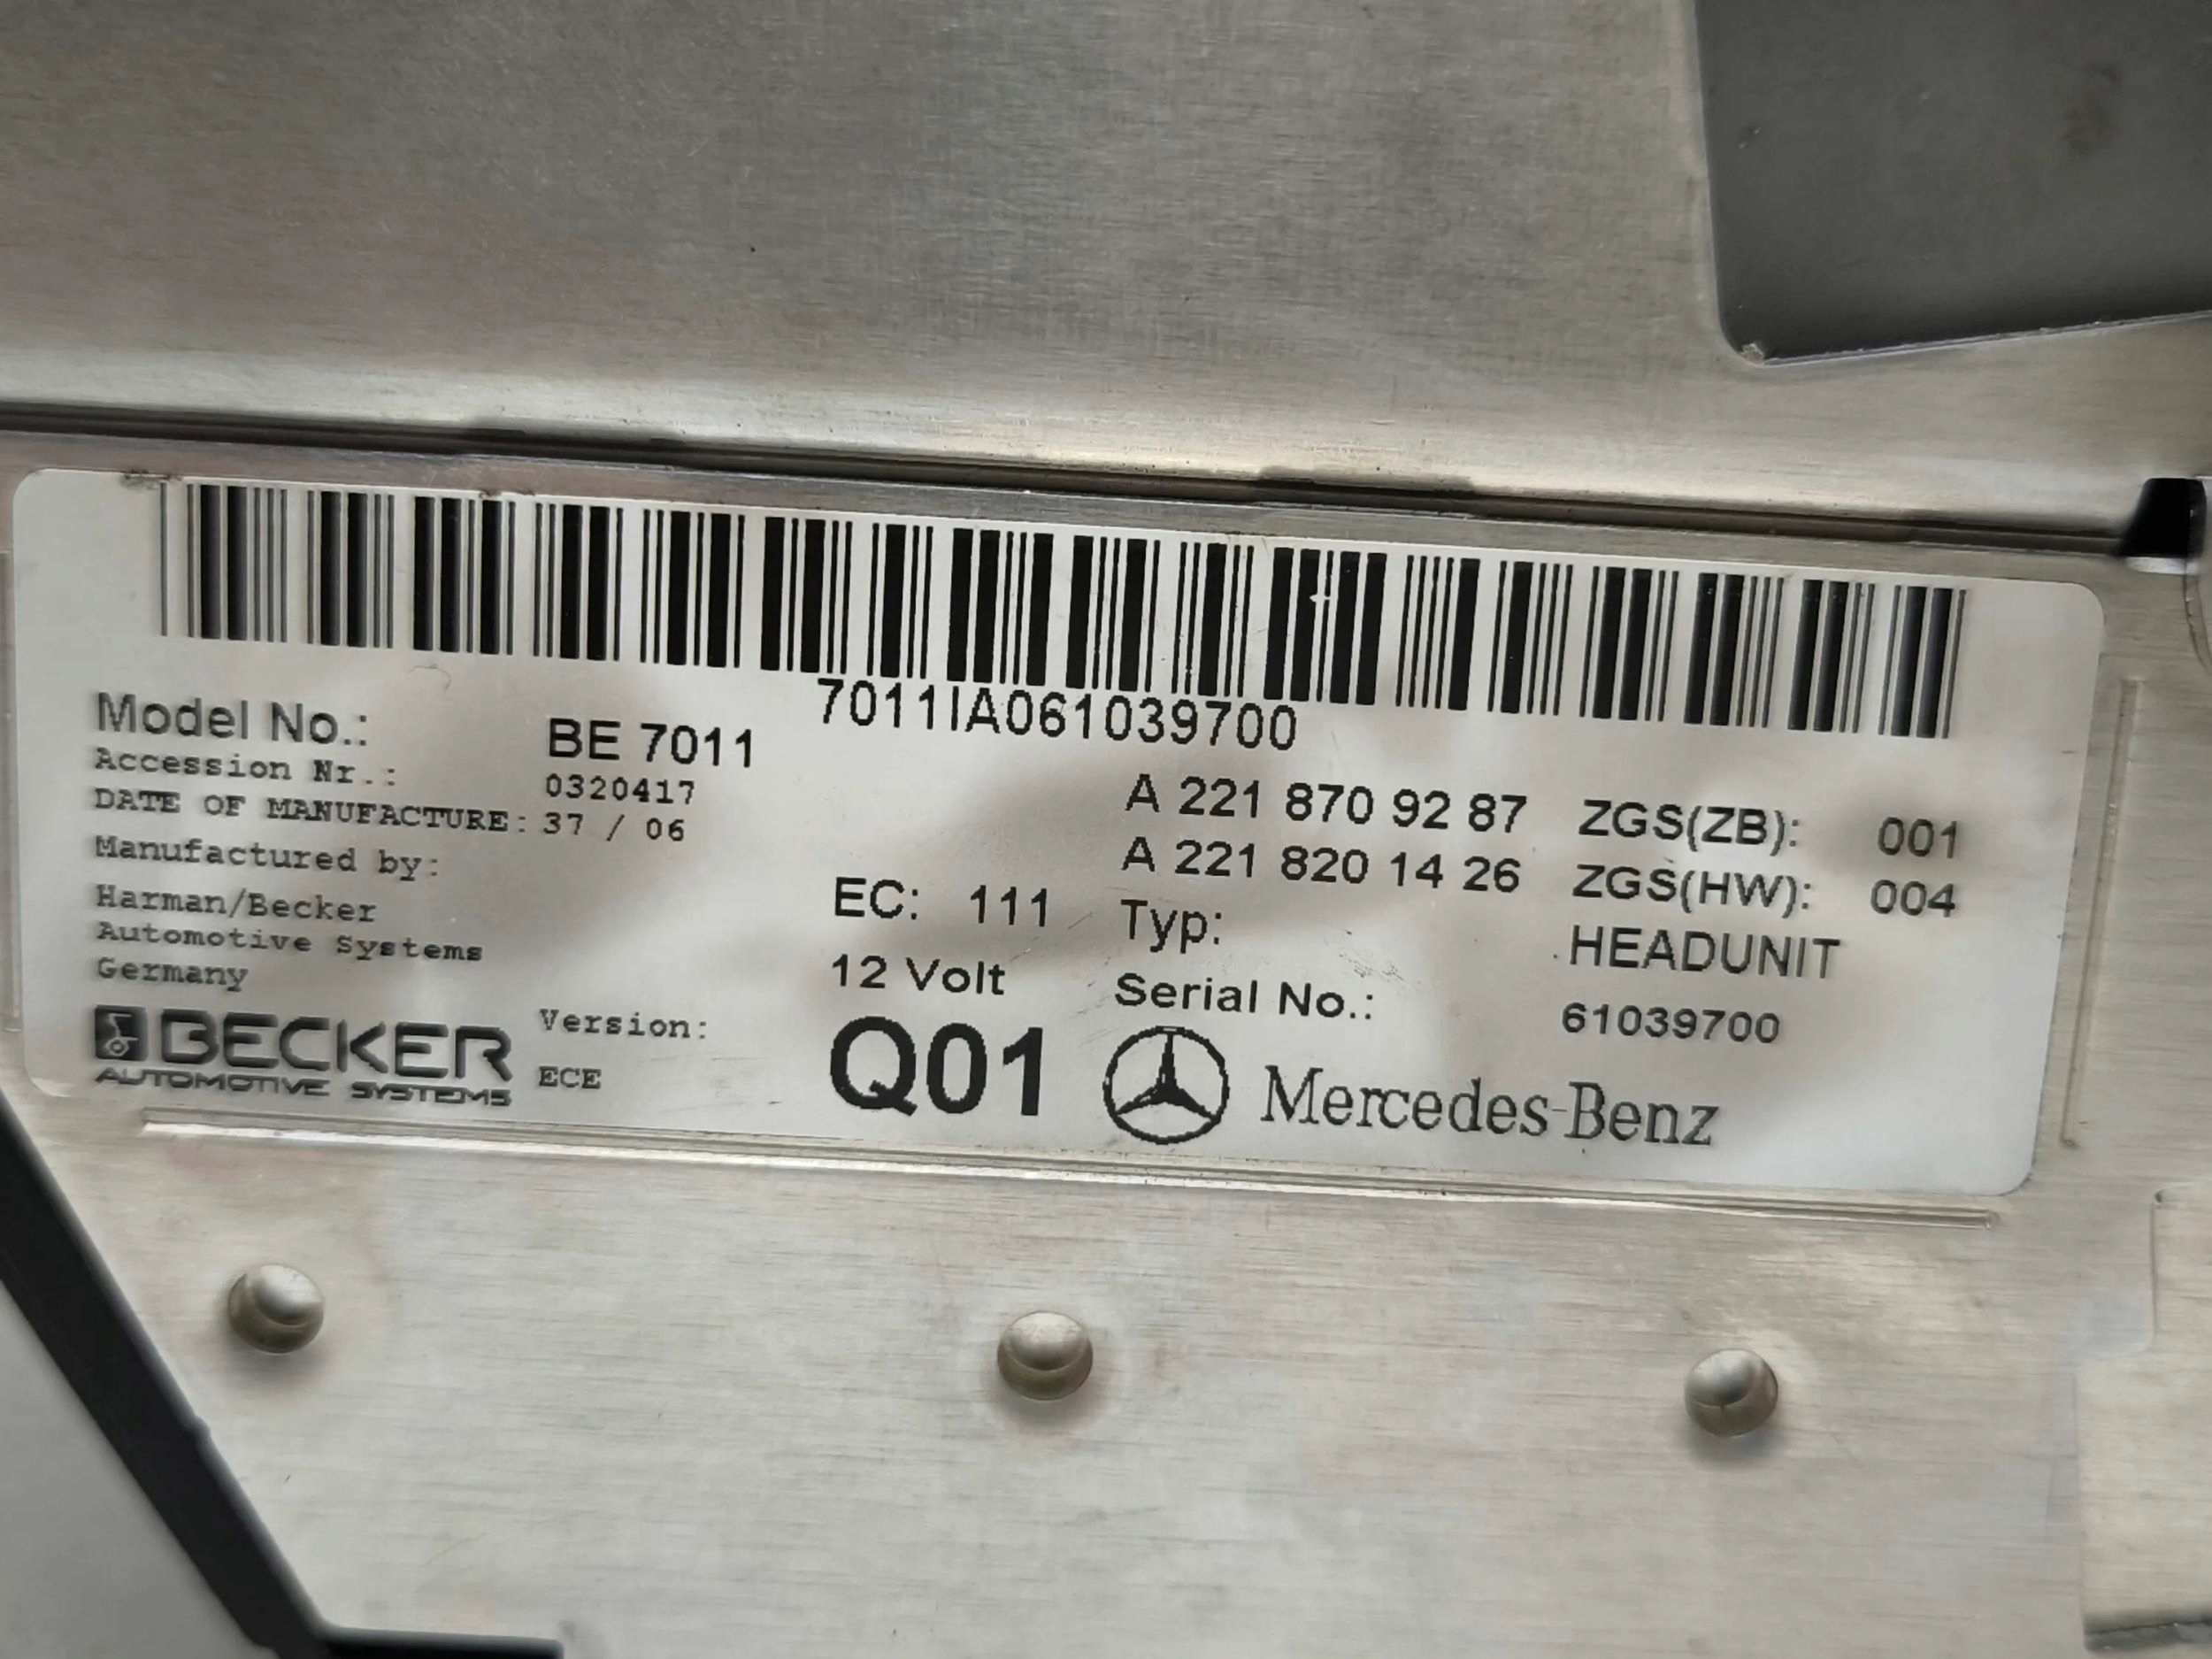 7011IA061039700
Model No.: BE 7011
Accession Nr.: 0320417
DATE OF MANUFACTURE: 37 / 06
Manufactured by:
Harman/Becker
Automotive Systems
Germany
BECKER
AUTOMOTIVE SYSTEMS
Version:
ECE
EC: 111
12 Volt
Q01
A 221 870 92 87 ZGS(ZB): 001
A 221 820 14 26 ZGS(HW): 004
Typ: HEADUNIT
Serial No.: 61039700
Mercedes-Benz